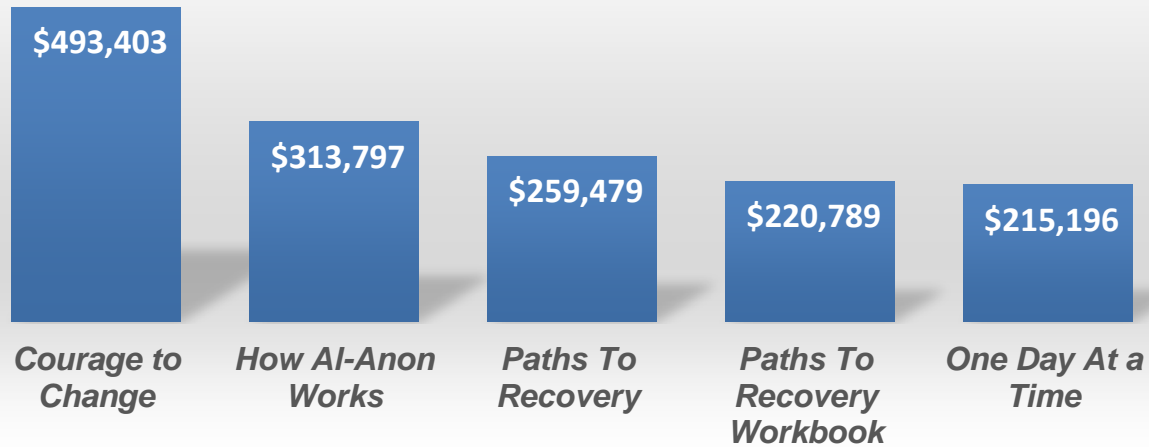 $493,403
$313,797
$259,479
$220,789
$215,196
Courage to
Change
How Al-Anon
Works
Paths To
Recovery
Paths To
Recovery
Workbook
One Day At a
Time